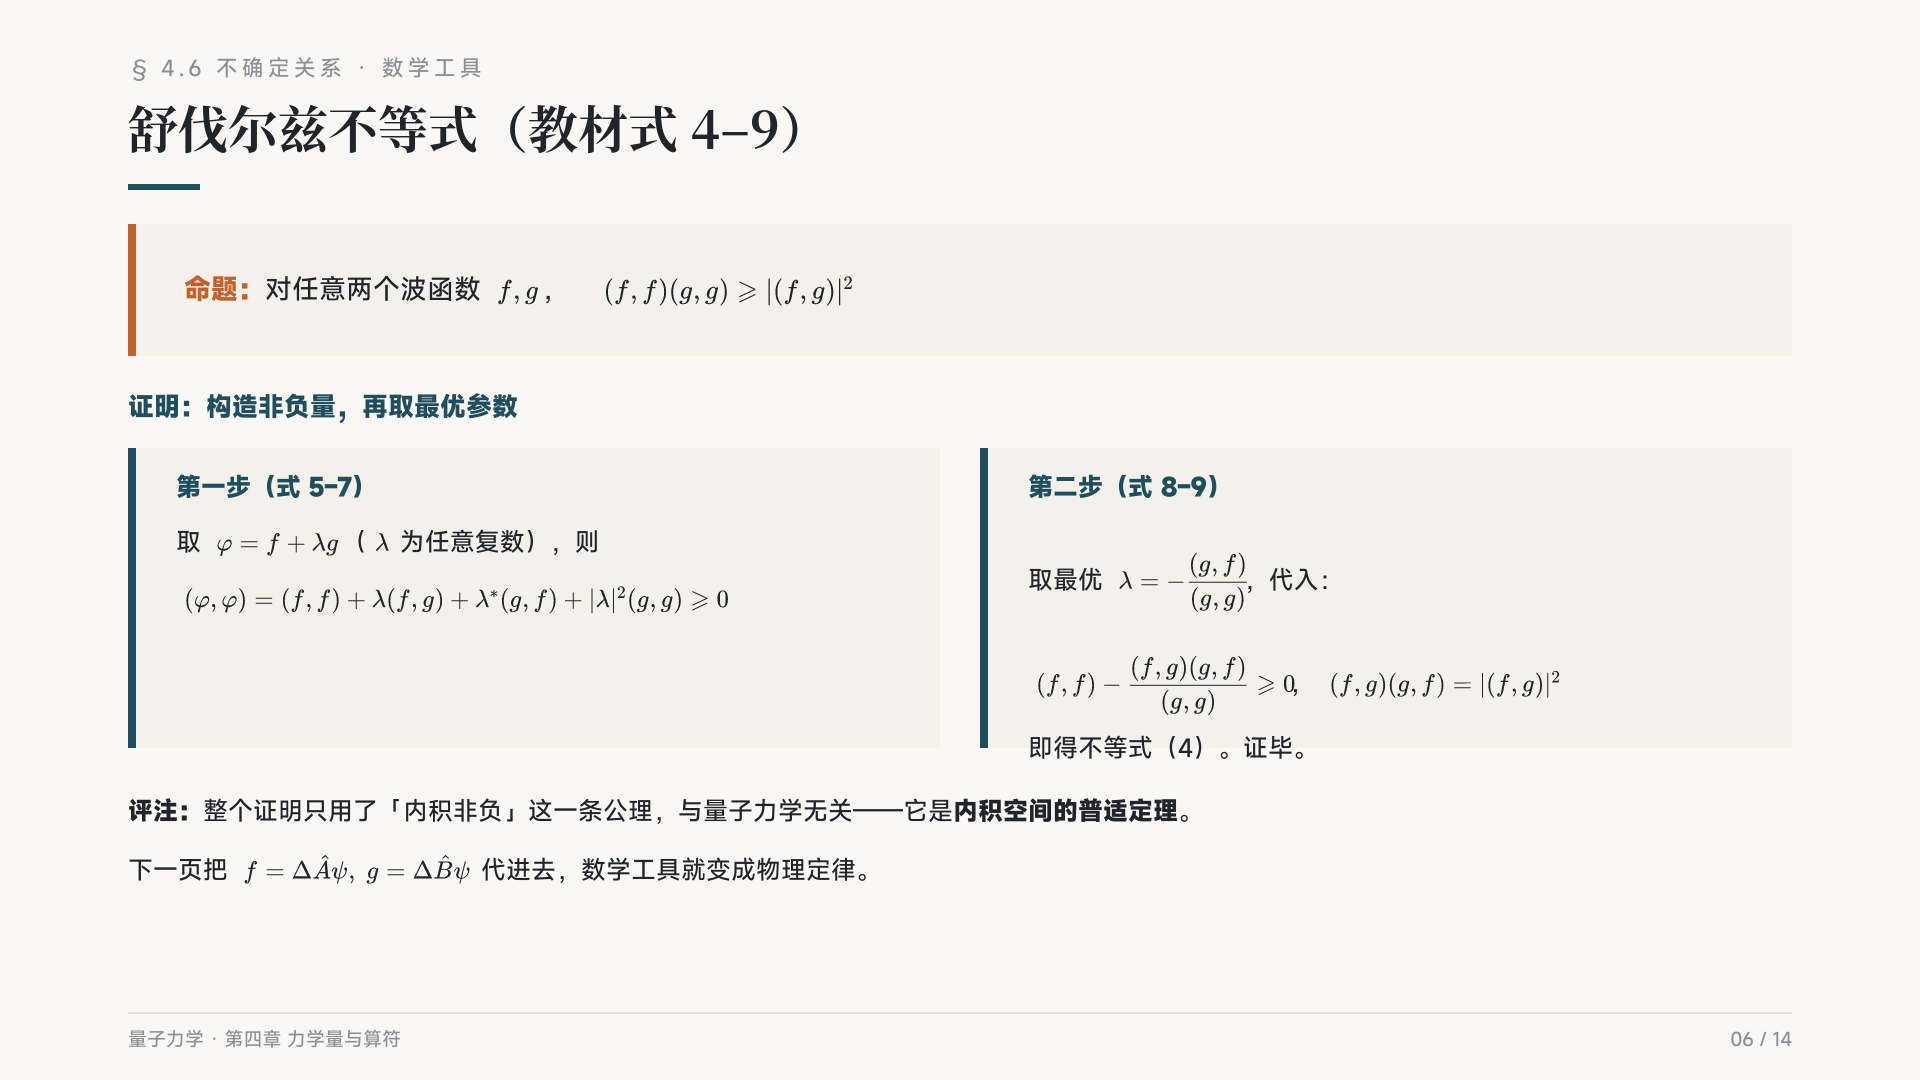 § 4.6 不确定关系 · 数学工具
舒伐尔兹不等式（教材式 4–9）
命题：对任意两个波函数 f, g ,  (f, f)(g, g) ⩾ |(f, g)|²
证明：构造非负量，再取最优参数
第一步（式 5–7）
取 φ = f + λg （ λ 为任意复数），则
(φ, φ) = (f, f) + λ(f, g) + λ*(g, f) + |λ|²(g, g) ⩾ 0
第二步（式 8–9）
取最优 λ = −(g, f)/(g, g)，代入：
(f, f) − (f, g)(g, f)/(g, g) ⩾ 0,  (f, g)(g, f) = |(f, g)|²
即得不等式（4）。证毕。
评注：整个证明只用了「内积非负」这一条公理，与量子力学无关——它是内积空间的普适定理。
下一页把 f = ΔÂψ, g = ΔB̂ψ 代进去，数学工具就变成物理定律。
量子力学 · 第四章 力学量与算符
06 / 14